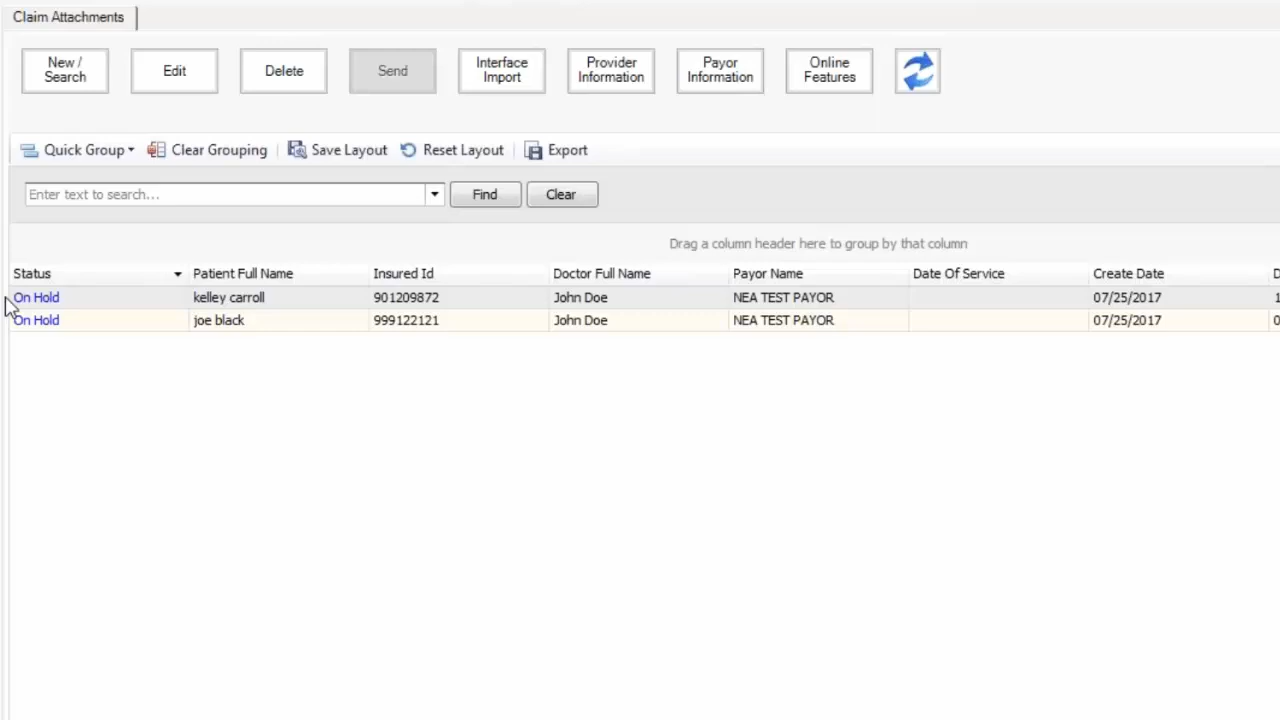 Claim Attachments
New / Search Edit Delete Send Interface Import Provider Information Payor Information Online Features
Quick Group Clear Grouping Save Layout Reset Layout Export
Enter text to search... Find Clear
Drag a column header here to group by that column
Status Patient Full Name Insured Id Doctor Full Name Payor Name Date Of Service Create Date
On Hold kelley carroll 901209872 John Doe NEA TEST PAYOR 07/25/2017
On Hold joe black 999122121 John Doe NEA TEST PAYOR 07/25/2017